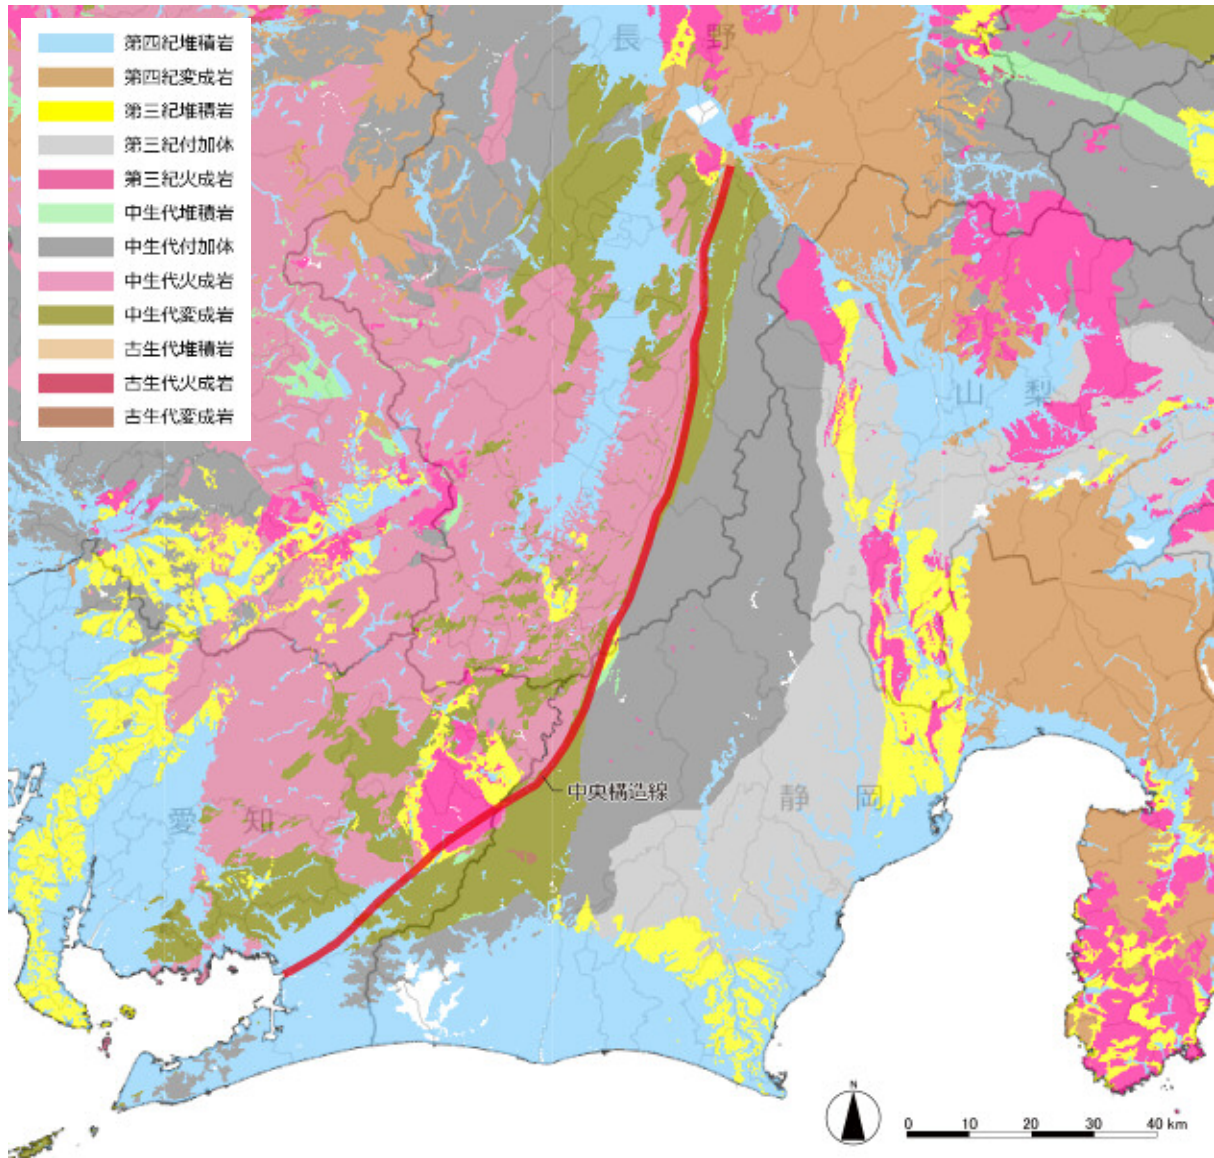 第四紀堆積岩
第四紀変成岩
第三紀堆積岩
第三紀付加体
第三紀火成岩
中生代堆積岩
中生代付加体
中生代火成岩
中生代変成岩
古生代堆積岩
古生代火成岩
古生代変成岩
長野
山梨
中央構造線
静岡
愛知
N
0 10 20 30 40 km